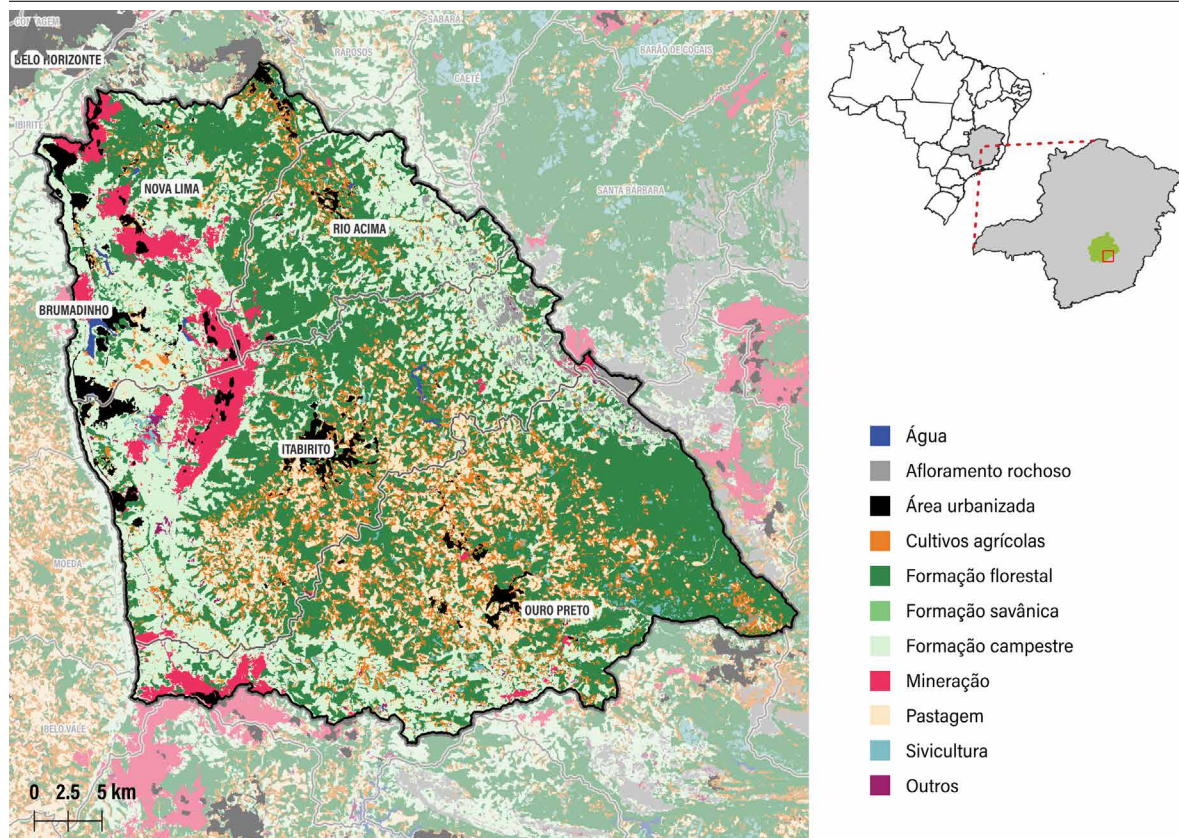 CONTAGEM
SABARÁ
BELO HORIZONTE
RAPOSOS
BARÃO DE COCAIS
CAETÉ
IBIRITÉ
NOVA LIMA
SANTA BÁRBARA
RIO ACIMA
BRUMADINHO
ITABIRITO
MOEDA
OURO PRETO
BELO VALE
0 2.5 5 km
Água
Afloramento rochoso
Área urbanizada
Cultivos agrícolas
Formação florestal
Formação savânica
Formação campestre
Mineração
Pastagem
Sivicultura
Outros